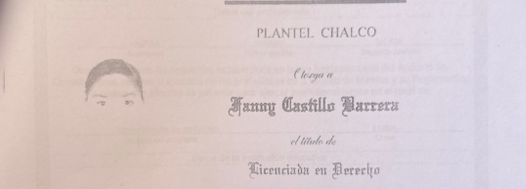 PLANTEL CHALCO
Otorga a
Fanny Castillo Barrera
el título de
Licenciada en Derecho